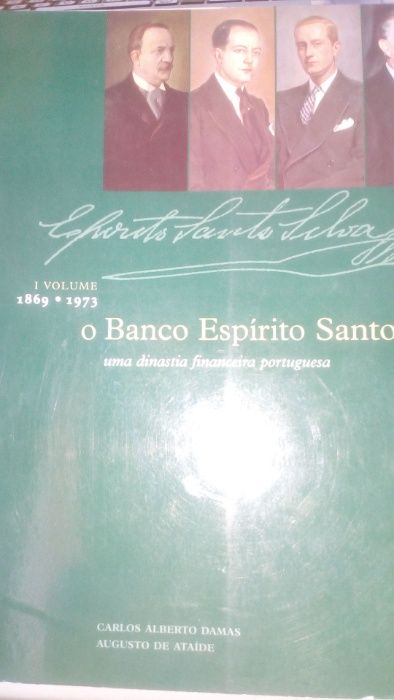 Espirito Santo Silva
I VOLUME
1869 • 1973
o Banco Espírito Santo
uma dinastia financeira portuguesa
CARLOS ALBERTO DAMAS
AUGUSTO DE ATAÍDE